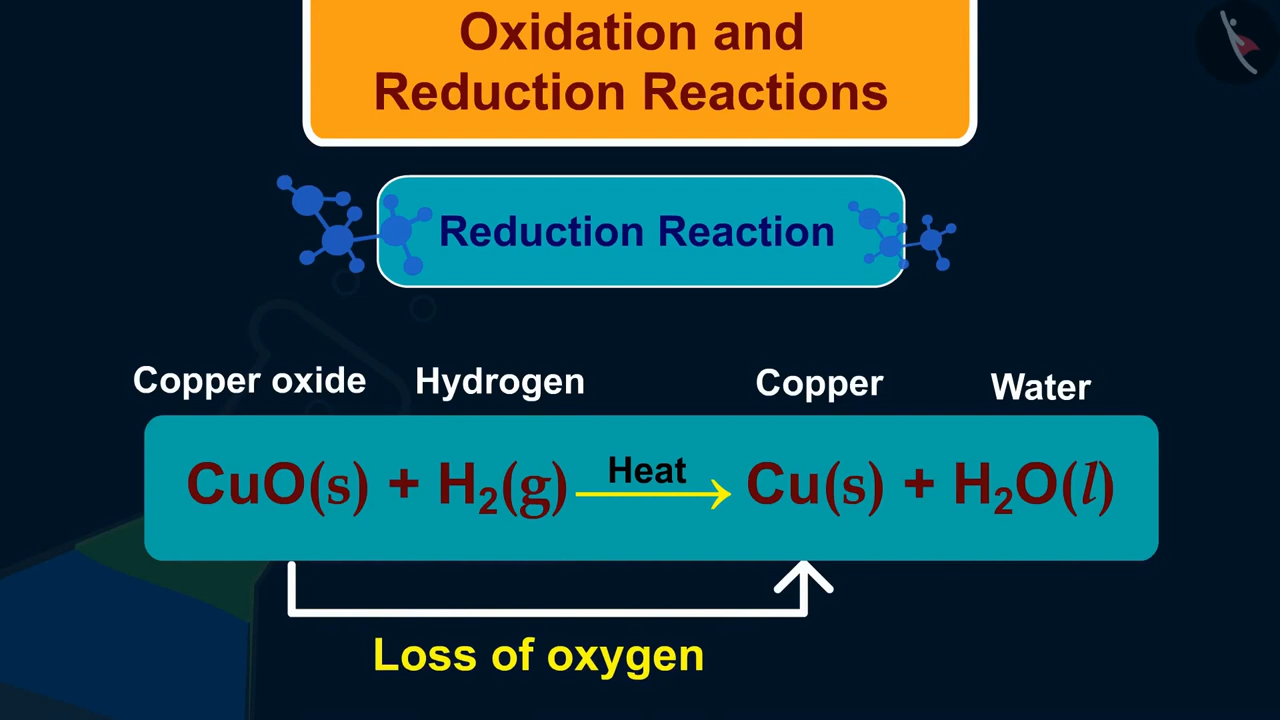 Oxidation and
Reduction Reactions
Reduction Reaction
Copper oxide Hydrogen Copper Water
CuO(s) + H₂(g) Heat → Cu(s) + H₂O(l)
Loss of oxygen